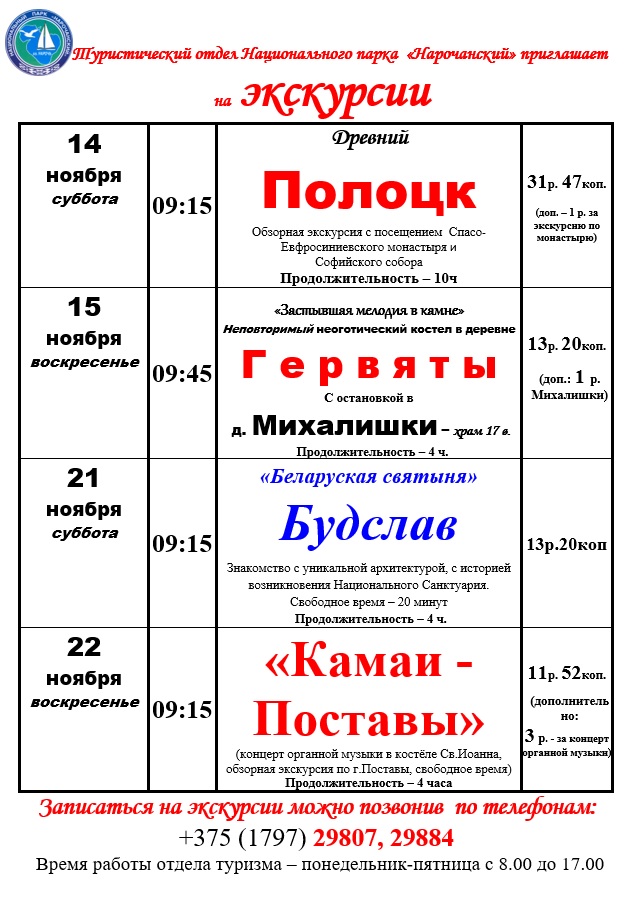 НАЦИОНАЛЬНЫЙ ПАРК «НАРОЧАНСКИЙ»
Туристический отдел Национального парка «Нарочанский» приглашает
на экскурсии
14
ноября
суббота
09:15
Древний
Полоцк
Обзорная экскурсия с посещением Спасо-
Евфросиниевского монастыря и
Софийского собора
Продолжительность – 10ч
31р. 47коп.
(доп. – 1 р. за
экскурсию по
монастырю)
15
ноября
воскресенье
09:45
«Застывшая мелодия в камне»
Неповторимый неоготический костел в деревне
Г е р в я т ы
С остановкой в
д. Михалишки – храм 17 в.
Продолжительность – 4 ч.
13р. 20коп.
(доп.: 1 р.
Михалишки)
21
ноября
суббота
09:15
«Беларуская святыня»
Будслав
Знакомство с уникальной архитектурой, с историей
возникновения Национального Санктуария.
Свободное время – 20 минут
Продолжительность – 4 ч.
13р.20коп
22
ноября
воскресенье
09:15
«Камаи -
Поставы»
(концерт органной музыки в костёле Св.Иоанна,
обзорная экскурсия по г.Поставы, свободное время)
Продолжительность – 4 часа
11р. 52коп.
(дополнитель
но:
3 р. - за концерт
органной музыки)
Записаться на экскурсии можно позвонив по телефонам:
+375 (1797) 29807, 29884
Время работы отдела туризма – понедельник-пятница с 8.00 до 17.00